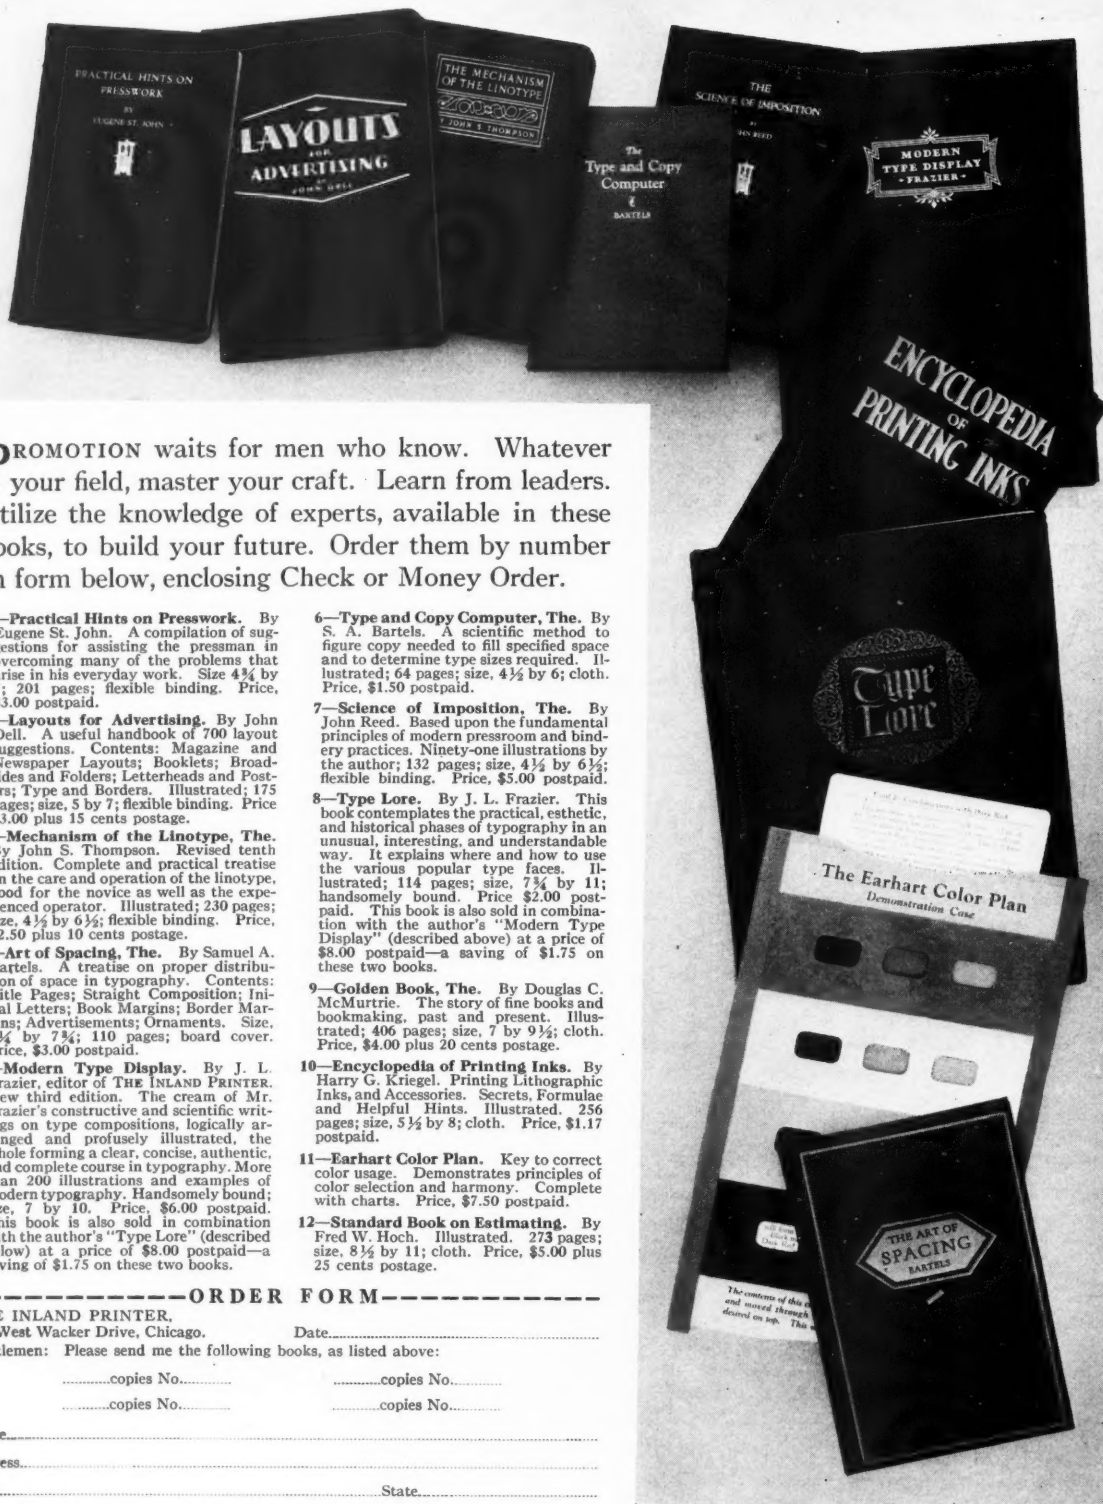 PRACTICAL HINTS ON
PRESSWORK
BY
EUGENE ST. JOHN
LAYOUTS
FOR
ADVERTISING
BY
JOHN DELL
THE MECHANISM
OF THE LINOTYPE
JOHN S THOMPSON
The
Type and Copy
Computer
BARTELS
THE
SCIENCE OF IMPOSITION
BY
HN REED
MODERN
TYPE DISPLAY
FRAZIER
ENCYCLOPEDIA
OF
PRINTING INKS
Type
Lore
The Earhart Color Plan
Demonstration Case
The contents of this
and moved through
desired on top. This
THE ART OF
SPACING
BARTELS
PROMOTION waits for men who know. Whatever
your field, master your craft. Learn from leaders.
tilize the knowledge of experts, available in these
ooks, to build your future. Order them by number
form below, enclosing Check or Money Order.
—Practical Hints on Presswork. By
Eugene St. John. A compilation of sug-
estions for assisting the pressman in
vercoming many of the problems that
rise in his everyday work. Size 4¾ by
; 201 pages; flexible binding. Price,
3.00 postpaid.
—Layouts for Advertising. By John
Dell. A useful handbook of 700 layout
uggestions. Contents: Magazine and
Newspaper Layouts; Booklets; Broad-
ides and Folders; Letterheads and Post-
rs; Type and Borders. Illustrated; 175
ages; size, 5 by 7; flexible binding. Price
3.00 plus 15 cents postage.
—Mechanism of the Linotype, The.
By John S. Thompson. Revised tenth
dition. Complete and practical treatise
n the care and operation of the linotype,
ood for the novice as well as the expe-
enced operator. Illustrated; 230 pages;
ze, 4½ by 6½; flexible binding. Price,
2.50 plus 10 cents postage.
—Art of Spacing, The. By Samuel A.
artels. A treatise on proper distribu-
on of space in typography. Contents:
itle Pages; Straight Composition; Ini-
al Letters; Book Margins; Border Mar-
ns; Advertisements; Ornaments. Size,
¼ by 7¾; 110 pages; board cover.
rice, $3.00 postpaid.
-Modern Type Display. By J. L.
razier, editor of THE INLAND PRINTER.
ew third edition. The cream of Mr.
razier's constructive and scientific writ-
gs on type compositions, logically ar-
nged and profusely illustrated, the
hole forming a clear, concise, authentic,
nd complete course in typography. More
an 200 illustrations and examples of
odern typography. Handsomely bound;
ze, 7 by 10. Price, $6.00 postpaid.
his book is also sold in combination
th the author's "Type Lore" (described
low) at a price of $8.00 postpaid—a
ving of $1.75 on these two books.
6—Type and Copy Computer, The. By
S. A. Bartels. A scientific method to
figure copy needed to fill specified space
and to determine type sizes required. Il-
lustrated; 64 pages; size, 4½ by 6; cloth.
Price, $1.50 postpaid.
7—Science of Imposition, The. By
John Reed. Based upon the fundamental
principles of modern pressroom and bind-
ery practices. Ninety-one illustrations by
the author; 132 pages; size, 4½ by 6½;
flexible binding. Price, $5.00 postpaid.
8—Type Lore. By J. L. Frazier. This
book contemplates the practical, esthetic,
and historical phases of typography in an
unusual, interesting, and understandable
way. It explains where and how to use
the various popular type faces. Il-
lustrated; 114 pages; size, 7¾ by 11;
handsomely bound. Price $2.00 post-
paid. This book is also sold in combina-
tion with the author's "Modern Type
Display" (described above) at a price of
$8.00 postpaid—a saving of $1.75 on
these two books.
9—Golden Book, The. By Douglas C.
McMurtrie. The story of fine books and
bookmaking, past and present. Illus-
trated; 406 pages; size, 7 by 9½; cloth.
Price, $4.00 plus 20 cents postage.
10—Encyclopedia of Printing Inks. By
Harry G. Kriegel. Printing Lithographic
Inks, and Accessories. Secrets, Formulae
and Helpful Hints. Illustrated. 256
pages; size, 5½ by 8; cloth. Price, $1.17
postpaid.
11—Earhart Color Plan. Key to correct
color usage. Demonstrates principles of
color selection and harmony. Complete
with charts. Price, $7.50 postpaid.
12—Standard Book on Estimating. By
Fred W. Hoch. Illustrated. 273 pages;
size, 8½ by 11; cloth. Price, $5.00 plus
25 cents postage.
ORDER FORM
E INLAND PRINTER,
West Wacker Drive, Chicago. Date
lemen: Please send me the following books, as listed above:
copies No. copies No.
copies No. copies No.
e
ess
State